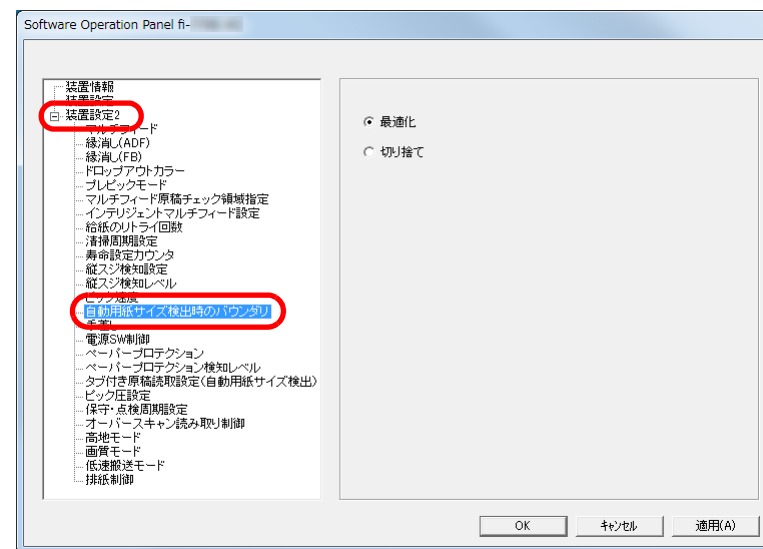 Software Operation Panel fi-
装置情報
装置設定
装置設定2
マルチフィード
縁消し(ADF)
縁消し(FB)
ドロップアウトカラー
プレピックモード
マルチフィード原稿チェック領域指定
インテリジェントマルチフィード設定
給紙のリトライ回数
清掃周期設定
寿命設定カウンタ
縦スジ検知設定
縦スジ検知レベル
ピック速度
自動用紙サイズ検出時のバウンダリ
手差し
電源SW制御
ペーパープロテクション
ペーパープロテクション検知レベル
タブ付き原稿読取設定(自動用紙サイズ検出)
ピック圧設定
保守・点検周期設定
オーバースキャン読み取り制御
高地モード
画質モード
低速搬送モード
排紙制御
最適化
切り捨て
OK
キャンセル
適用(A)